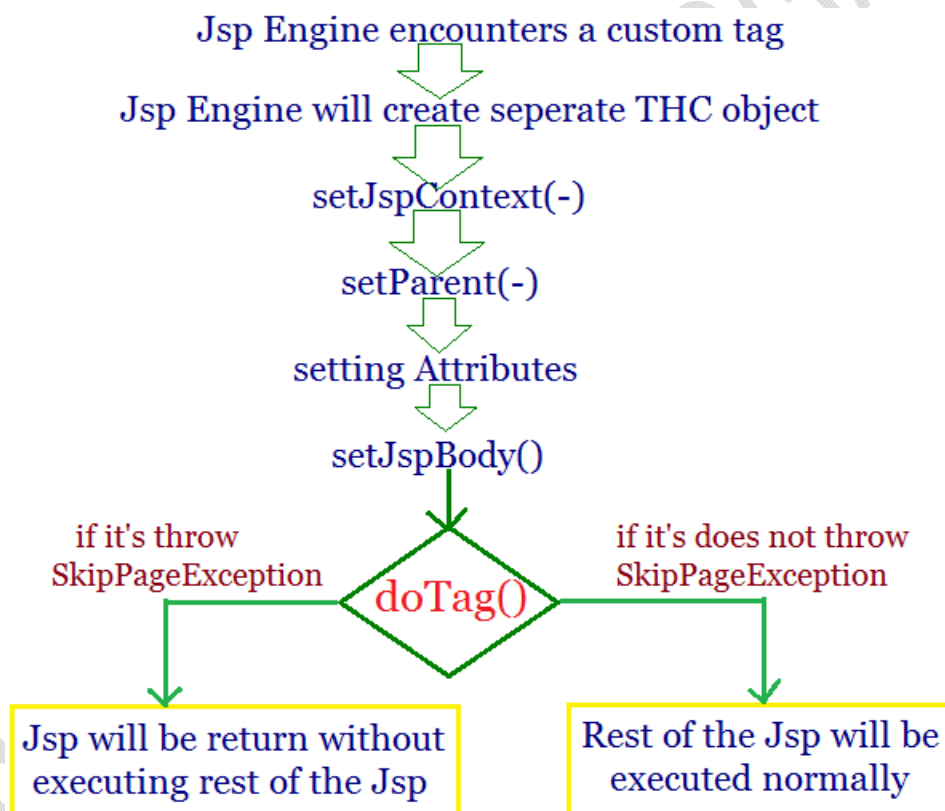 Jsp Engine encounters a custom tag
Jsp Engine will create seperate THC object
setJspContext(-)
setParent(-)
setting Attributes
setJspBody()
if it's throw
SkipPageException
if it's does not throw
SkipPageException
doTag()
Jsp will be return without
executing rest of the Jsp
Rest of the Jsp will be
executed normally